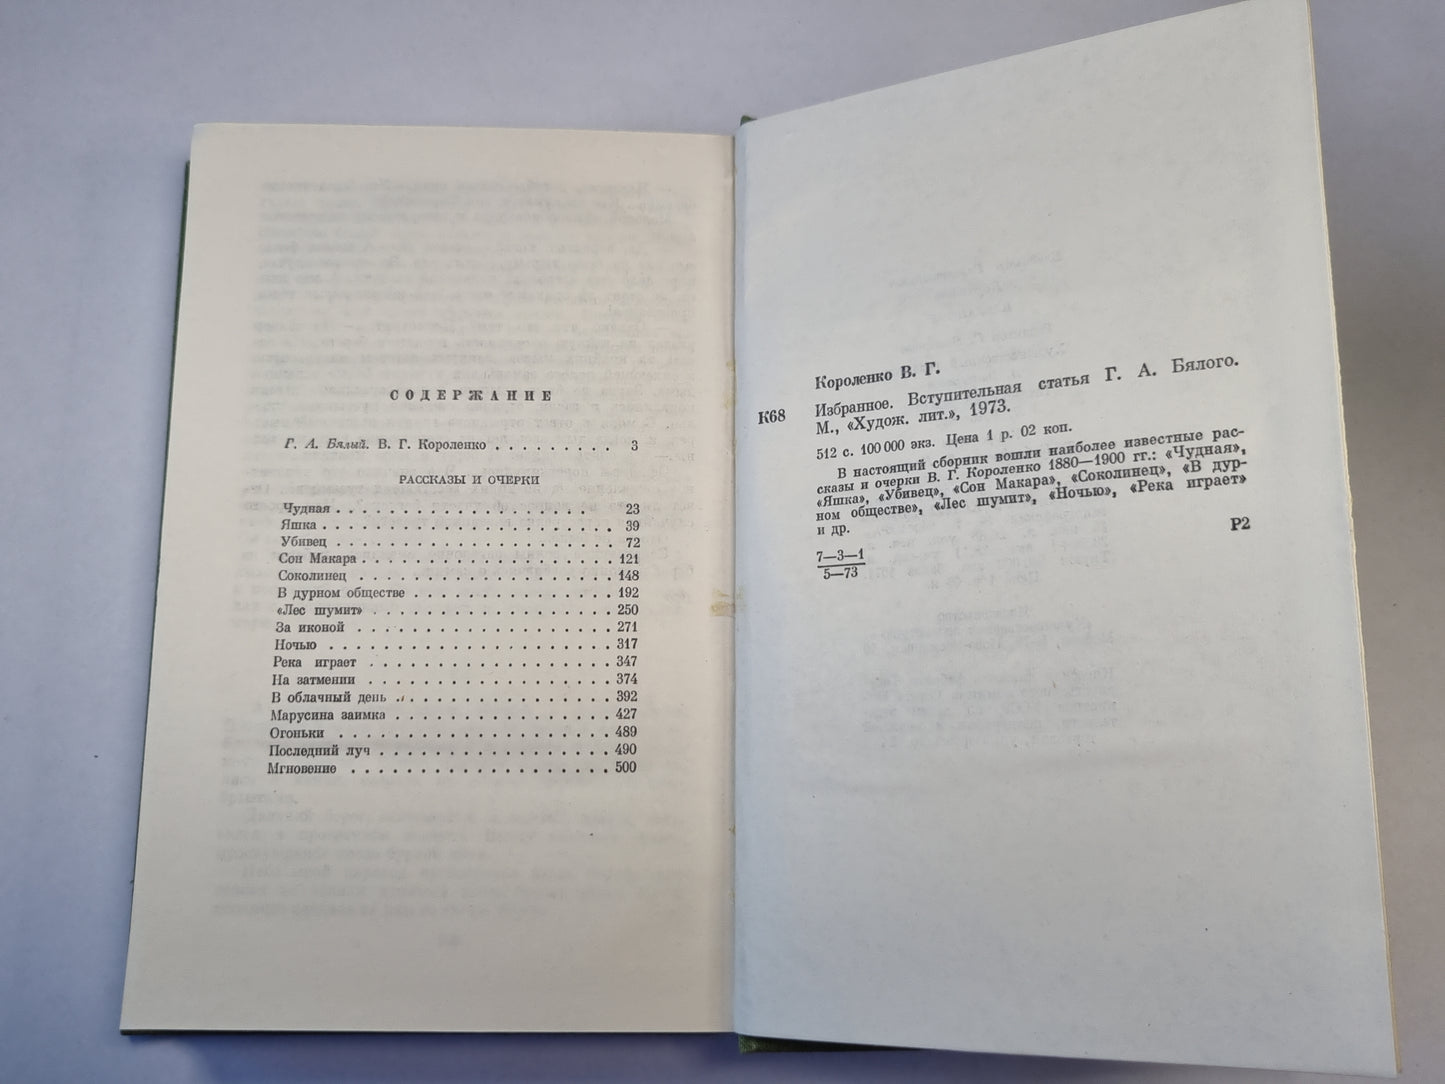 СОДЕРЖАНИЕ
Г. А. Бялый. В. Г. Короленко . . . . . . . . . 3
РАССКАЗЫ И ОЧЕРКИ
Чудная . . . . . . . . . . . . . . . . . . . 23
Яшка . . . . . . . . . . . . . . . . . . . . 39
Убивец . . . . . . . . . . . . . . . . . . . 72
Сон Макара . . . . . . . . . . . . . . . . . 121
Соколинец . . . . . . . . . . . . . . . . . . 148
В дурном обществе . . . . . . . . . . . . . . 192
«Лес шумит» . . . . . . . . . . . . . . . . . 250
За иконой . . . . . . . . . . . . . . . . . . 271
Ночью . . . . . . . . . . . . . . . . . . . . 317
Река играет . . . . . . . . . . . . . . . . . 347
На затмении . . . . . . . . . . . . . . . . . 374
В облачный день . . . . . . . . . . . . . . . 392
Марусина заимка . . . . . . . . . . . . . . . 427
Огоньки . . . . . . . . . . . . . . . . . . . 489
Последний луч . . . . . . . . . . . . . . . . 490
Мгновение . . . . . . . . . . . . . . . . . . 500
Короленко В. Г.
К68 Избранное. Вступительная статья Г. А. Бялого.
М., «Худож. лит.», 1973.
512 с. 100 000 экз. Цена 1 р. 02 коп.
В настоящий сборник вошли наиболее известные рас-
сказы и очерки В. Г. Короленко 1880—1900 гг.: «Чудная»,
«Яшка», «Убивец», «Сон Макара», «Соколинец», «В дур-
ном обществе», «Лес шумит», «Ночью», «Река играет»
и др.
Р2
7—3—1
5—73